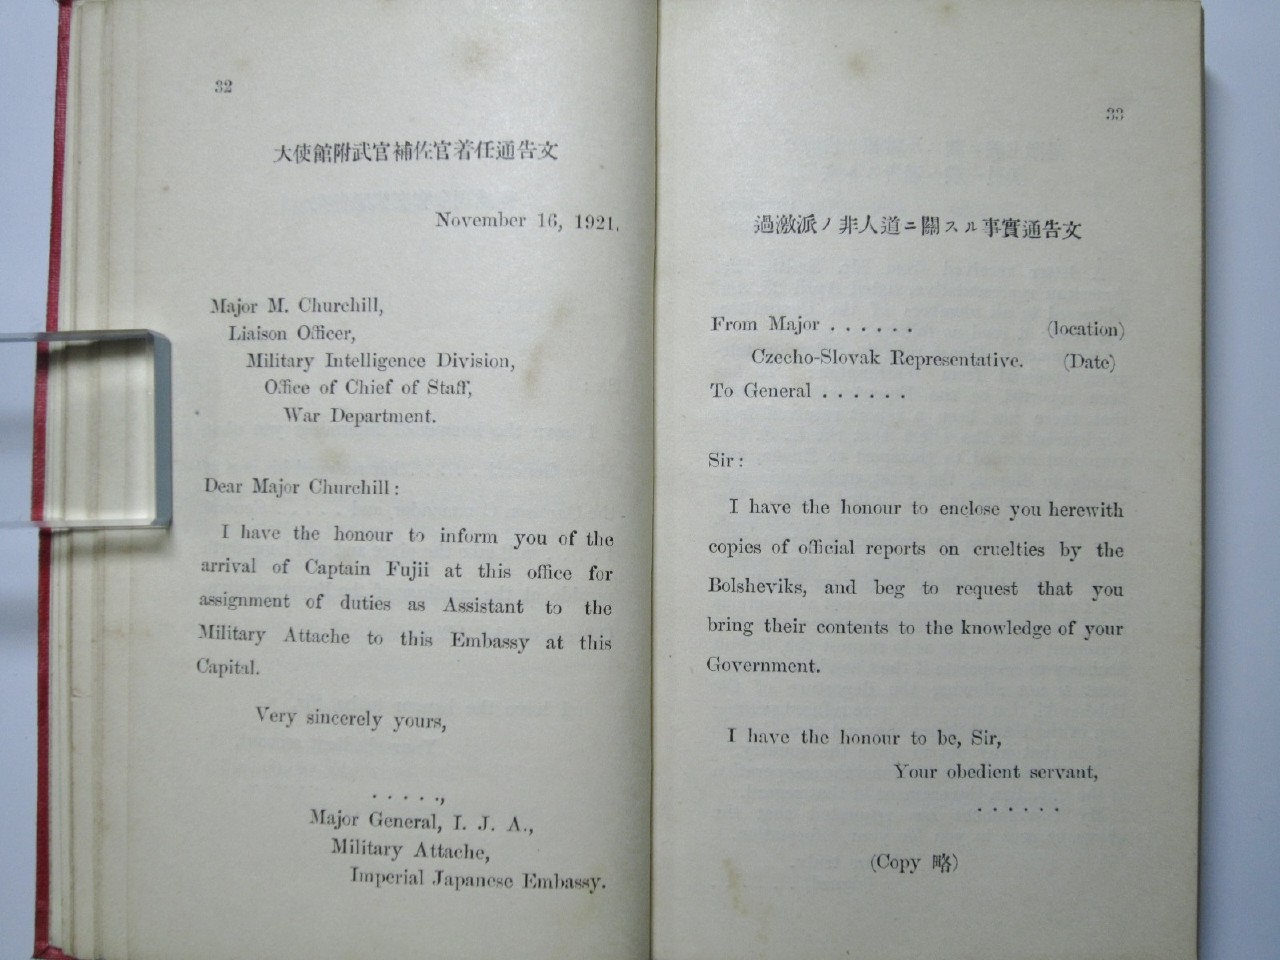 32
大使館附武官補佐官着任通告文
November 16, 1921.
Major M. Churchill,
Liaison Officer,
Military Intelligence Division,
Office of Chief of Staff,
War Department.
Dear Major Churchill :
I have the honour to inform you of the
arrival of Captain Fujii at this office for
assignment of duties as Assistant to the
Military Attache to this Embassy at this
Capital.
Very sincerely yours,
. . . . .,
Major General, I. J. A.,
Military Attache,
Imperial Japanese Embassy.
33
過激派ノ非人道ニ關スル事實通告文
From Major . . . . . . (location)
Czecho-Slovak Representative. (Date)
To General . . . . . .
Sir :
I have the honour to enclose you herewith
copies of official reports on cruelties by the
Bolsheviks, and beg to request that you
bring their contents to the knowledge of your
Government.
I have the honour to be, Sir,
Your obedient servant,
. . . . . .
(Copy 略)